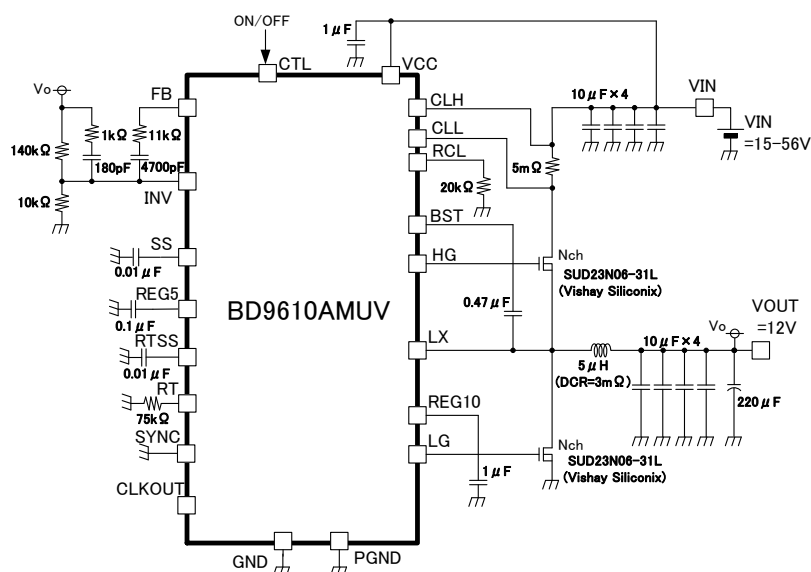 ON/OFF
1μF
CTL
VCC
Vo
FB
CLH
10μF×4
VIN
1kΩ
11kΩ
CLL
VIN
=15-56V
140kΩ
RCL
5mΩ
180pF
4700pF
10kΩ
INV
20kΩ
BST
SS
HG
Nch
0.01μF
SUD23N06-31L
(Vishay Siliconix)
REG5
BD9610AMUV
0.47μF
0.1μF
VOUT
=12V
RTSS
LX
Vo
10μF×4
0.01μF
5μH
(DCR=3mΩ)
RT
75kΩ
REG10
220μF
SYNC
LG
Nch
1μF
SUD23N06-31L
(Vishay Siliconix)
CLKOUT
GND
PGND